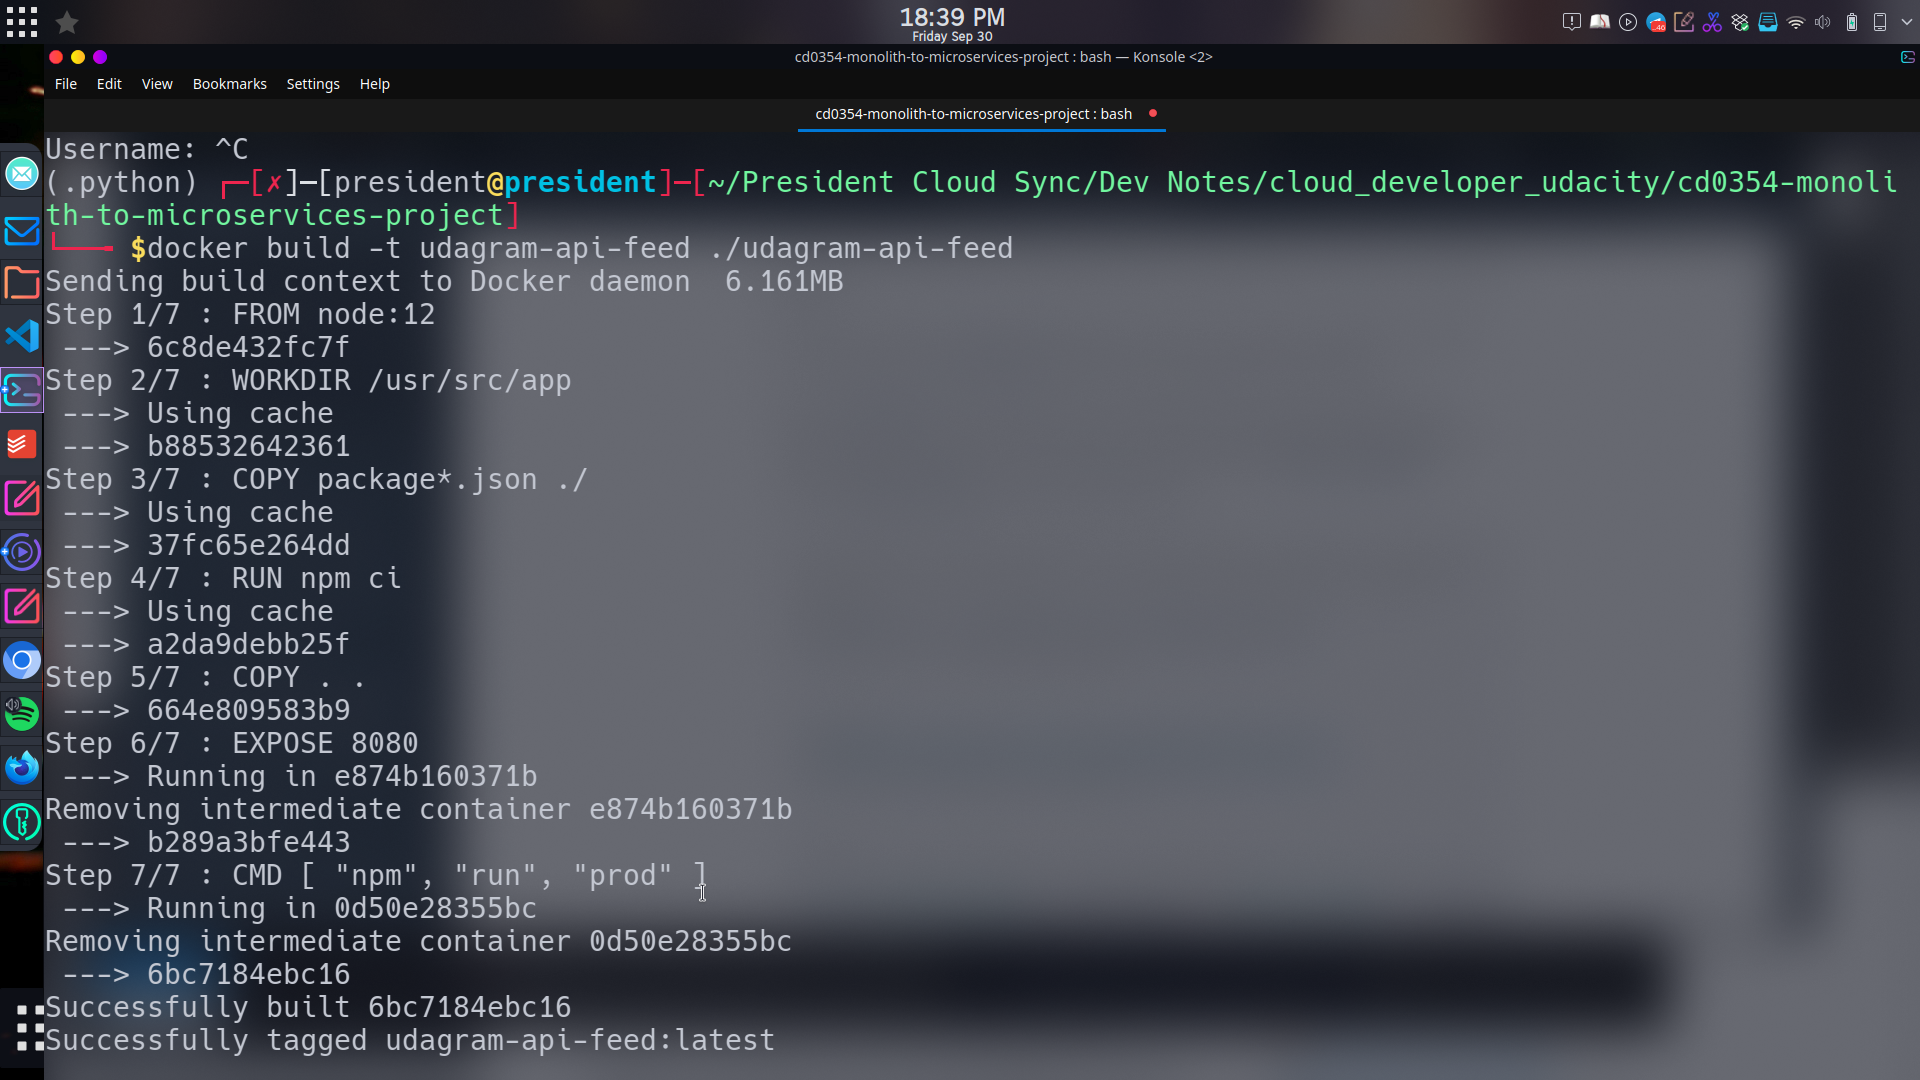 18:39 PM
Friday Sep 30
cd0354-monolith-to-microservices-project : bash — Konsole <2>
File Edit View Bookmarks Settings Help
cd0354-monolith-to-microservices-project : bash
Username: ^C
(.python) ┌─[✗]─[president@president]─[~/President Cloud Sync/Dev Notes/cloud_developer_udacity/cd0354-monoli
th-to-microservices-project]
└──╼ $docker build -t udagram-api-feed ./udagram-api-feed
Sending build context to Docker daemon  6.161MB
Step 1/7 : FROM node:12
 ---> 6c8de432fc7f
Step 2/7 : WORKDIR /usr/src/app
 ---> Using cache
 ---> b88532642361
Step 3/7 : COPY package*.json ./
 ---> Using cache
 ---> 37fc65e264dd
Step 4/7 : RUN npm ci
 ---> Using cache
 ---> a2da9debb25f
Step 5/7 : COPY . .
 ---> 664e809583b9
Step 6/7 : EXPOSE 8080
 ---> Running in e874b160371b
Removing intermediate container e874b160371b
 ---> b289a3bfe443
Step 7/7 : CMD [ "npm", "run", "prod" ]
 ---> Running in 0d50e28355bc
Removing intermediate container 0d50e28355bc
 ---> 6bc7184ebc16
Successfully built 6bc7184ebc16
Successfully tagged udagram-api-feed:latest